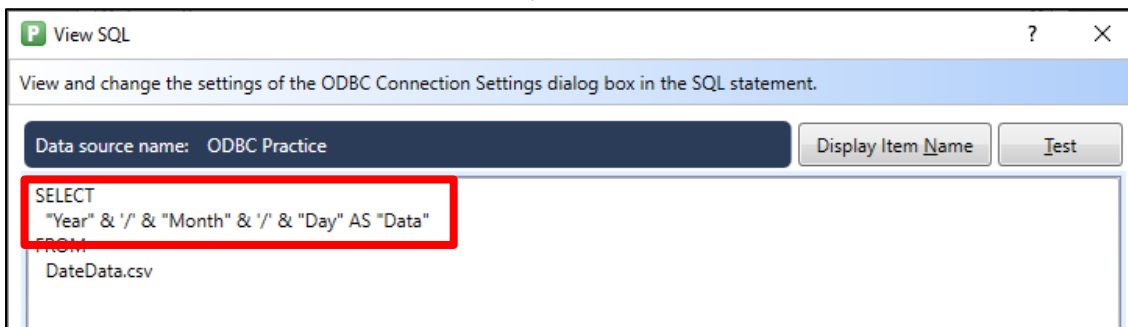 View SQL
View and change the settings of the ODBC Connection Settings dialog box in the SQL statement.
Data source name: ODBC Practice
Display Item Name
Test
SELECT
"Year" & '/' & "Month" & '/' & "Day" AS "Data"
FROM
DateData.csv